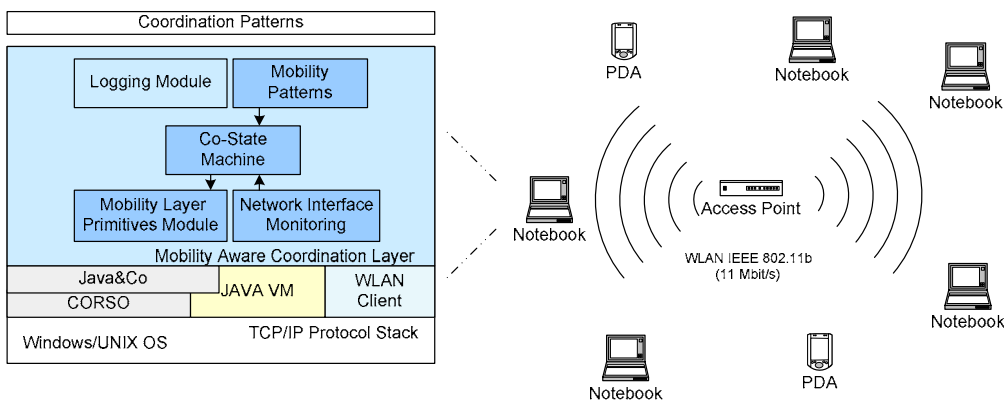 Coordination Patterns
Logging Module
Mobility
Patterns
Co-State
Machine
Mobility Layer
Primitives Module
Network Interface
Monitoring
Mobility Aware Coordination Layer
Java&Co
CORSO
JAVA VM
WLAN
Client
TCP/IP Protocol Stack
Windows/UNIX OS
PDA
Notebook
Notebook
Notebook
Access Point
WLAN IEEE 802.11b
(11 Mbit/s)
Notebook
Notebook
PDA